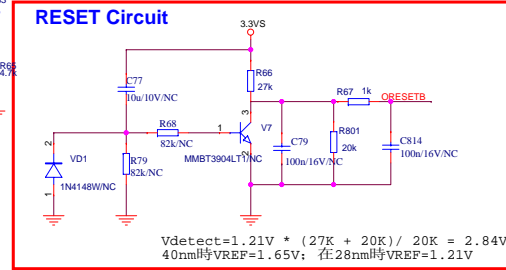 RESET Circuit
3.3VS
R65
4.7k
C77
10u/10V/NC
R66
27k
R67
1k
ORESETB
R68
82k/NC
1
3
2
V7
MMBT3904LT1/NC
C79
100n/16V/NC
R801
20k
C814
100n/16V/NC
2
1
VD1
1N4148W/NC
R79
82k/NC
Vdetect=1.21V * (27K + 20K)/ 20K = 2.84V
40nm時VREF=1.65V; 在28nm時VREF=1.21V